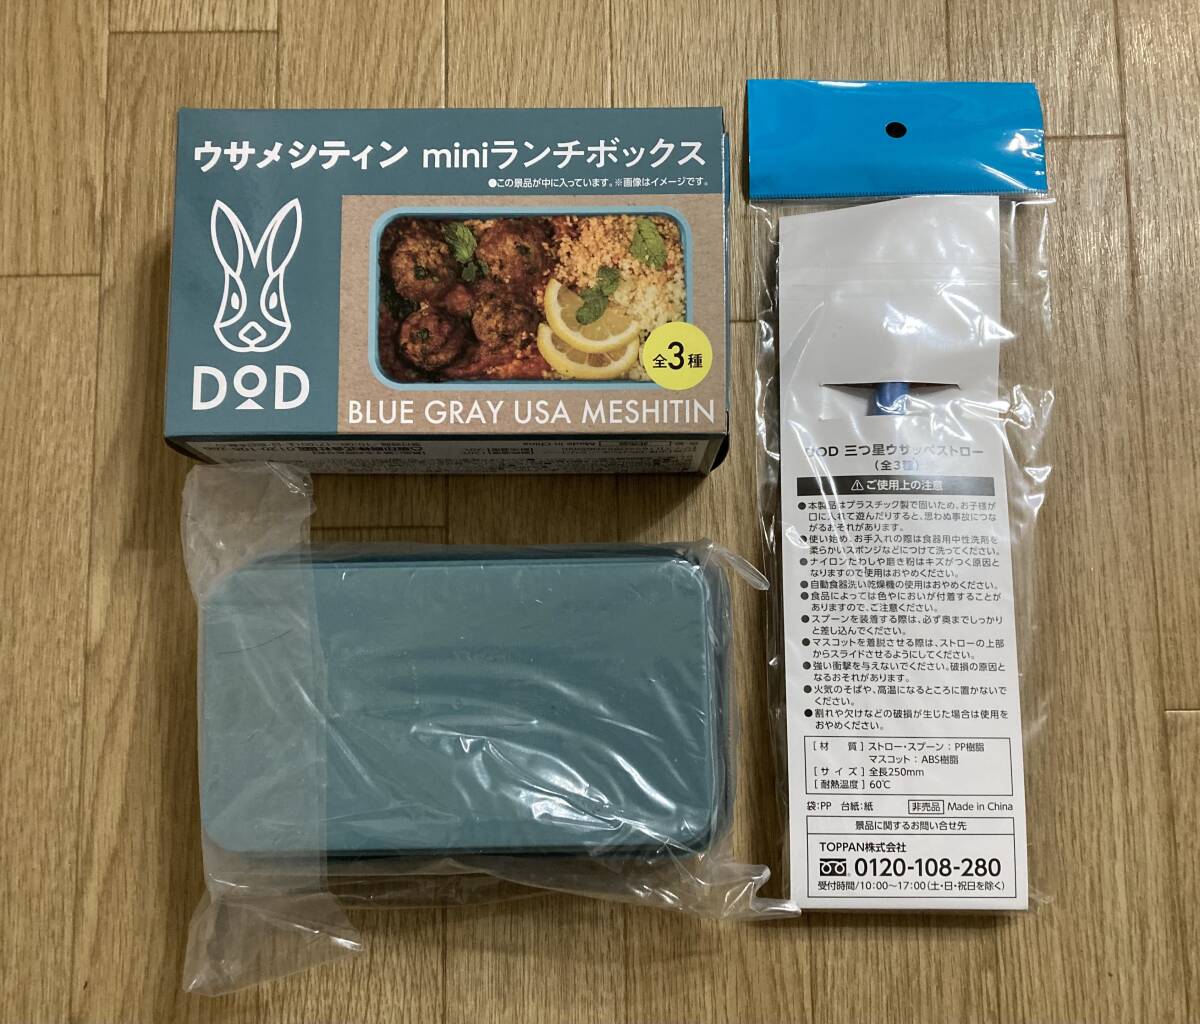 ウサメシティン miniランチボックス
●この景品が中に入っています。※画像はイメージです。
DOD
全3種
BLUE GRAY USA MESHITIN
Made in China
非売品
DOD 三つ星ウサッペストロー
(全3種)
⚠ご使用上の注意
●本製品はプラスチック製で固いため、お子様が
口に入れて遊んだりすると、思わぬ事故につな
がるおそれがあります。
●使い始め、お手入れの際は食器用中性洗剤を
柔らかいスポンジなどにつけて洗ってください。
●ナイロンたわしや磨き粉はキズがつく原因と
なりますので使用はおやめください。
●自動食器洗い乾燥機の使用はおやめください。
●食品によっては色やにおいが付着することが
ありますので、ご注意ください。
●スプーンを装着する際は、必ず奥までしっかり
と差し込んでください。
●マスコットを着脱させる際は、ストローの上部
からスライドさせるようにしてください。
●強い衝撃を与えないでください。破損の原因と
なるおそれがあります。
●火気のそばや、高温になるところに置かないで
ください。
●割れや欠けなどの破損が生じた場合は使用を
おやめください。
[材 質] ストロー・スプーン:PP樹脂
マスコット:ABS樹脂
[サイズ] 全長250mm
[耐熱温度] 60℃
袋:PP 台紙:紙 非売品 Made in China
景品に関するお問い合せ先
TOPPAN株式会社
0120-108-280
受付時間/10:00〜17:00(土・日・祝日を除く)